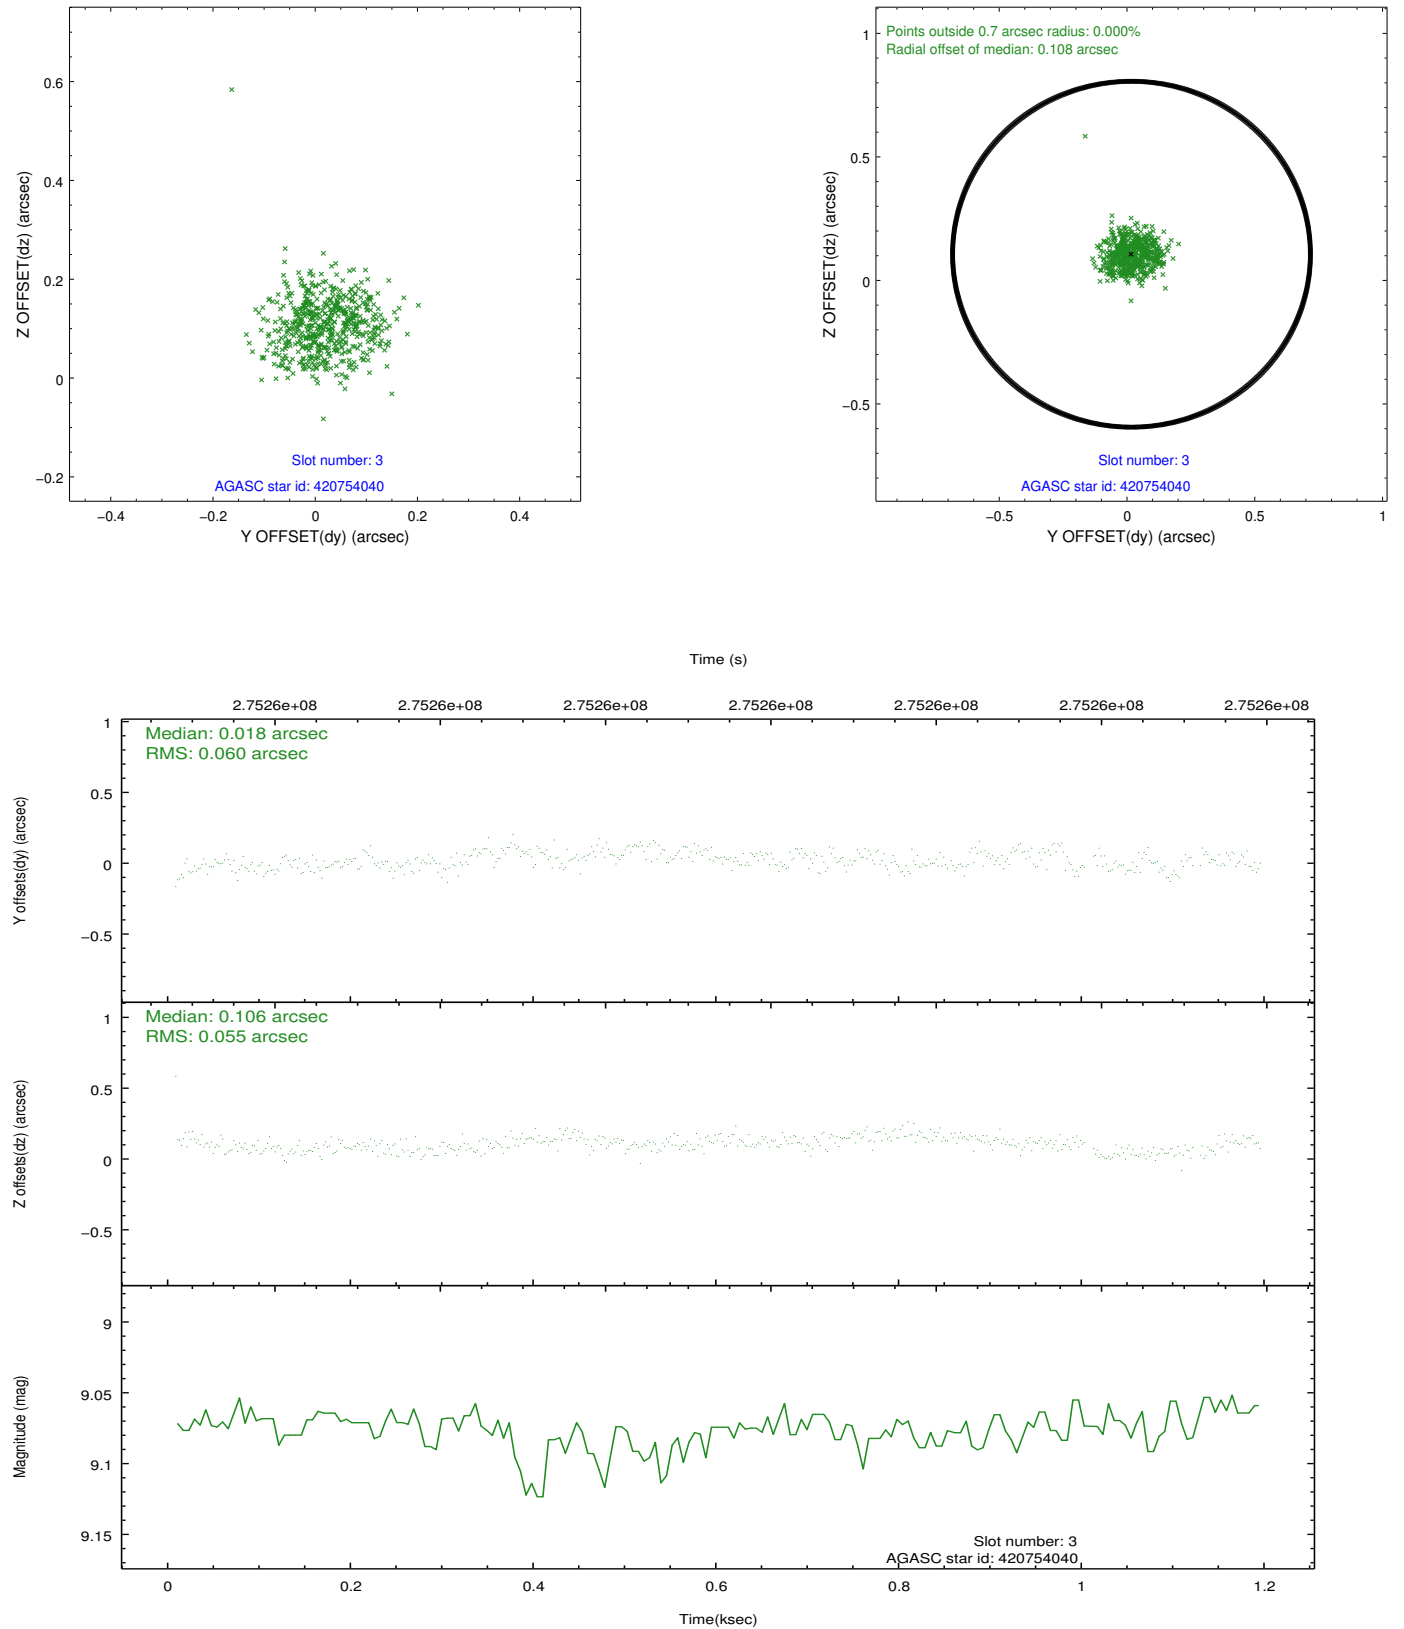 0.6
0.4
0.2
0
−0.2
−0.4
−0.2
0
0.2
0.4
Z OFFSET(dz) (arcsec)
Y OFFSET(dy) (arcsec)
Slot number: 3
AGASC star id: 420754040
Points outside 0.7 arcsec radius: 0.000%
Radial offset of median: 0.108 arcsec
1
0.5
0
−0.5
−0.5
0
0.5
1
Z OFFSET(dz) (arcsec)
Y OFFSET(dy) (arcsec)
Slot number: 3
AGASC star id: 420754040
Time (s)
2.7526e+08 2.7526e+08 2.7526e+08 2.7526e+08 2.7526e+08 2.7526e+08 2.7526e+08
Median: 0.018 arcsec
RMS: 0.060 arcsec
1
0.5
0
−0.5
Y offsets(dy) (arcsec)
Median: 0.106 arcsec
RMS: 0.055 arcsec
1
0.5
0
−0.5
Z offsets(dz) (arcsec)
9
9.05
9.1
9.15
Magnitude (mag)
Slot number: 3
AGASC star id: 420754040
0 0.2 0.4 0.6 0.8 1 1.2
Time(ksec)